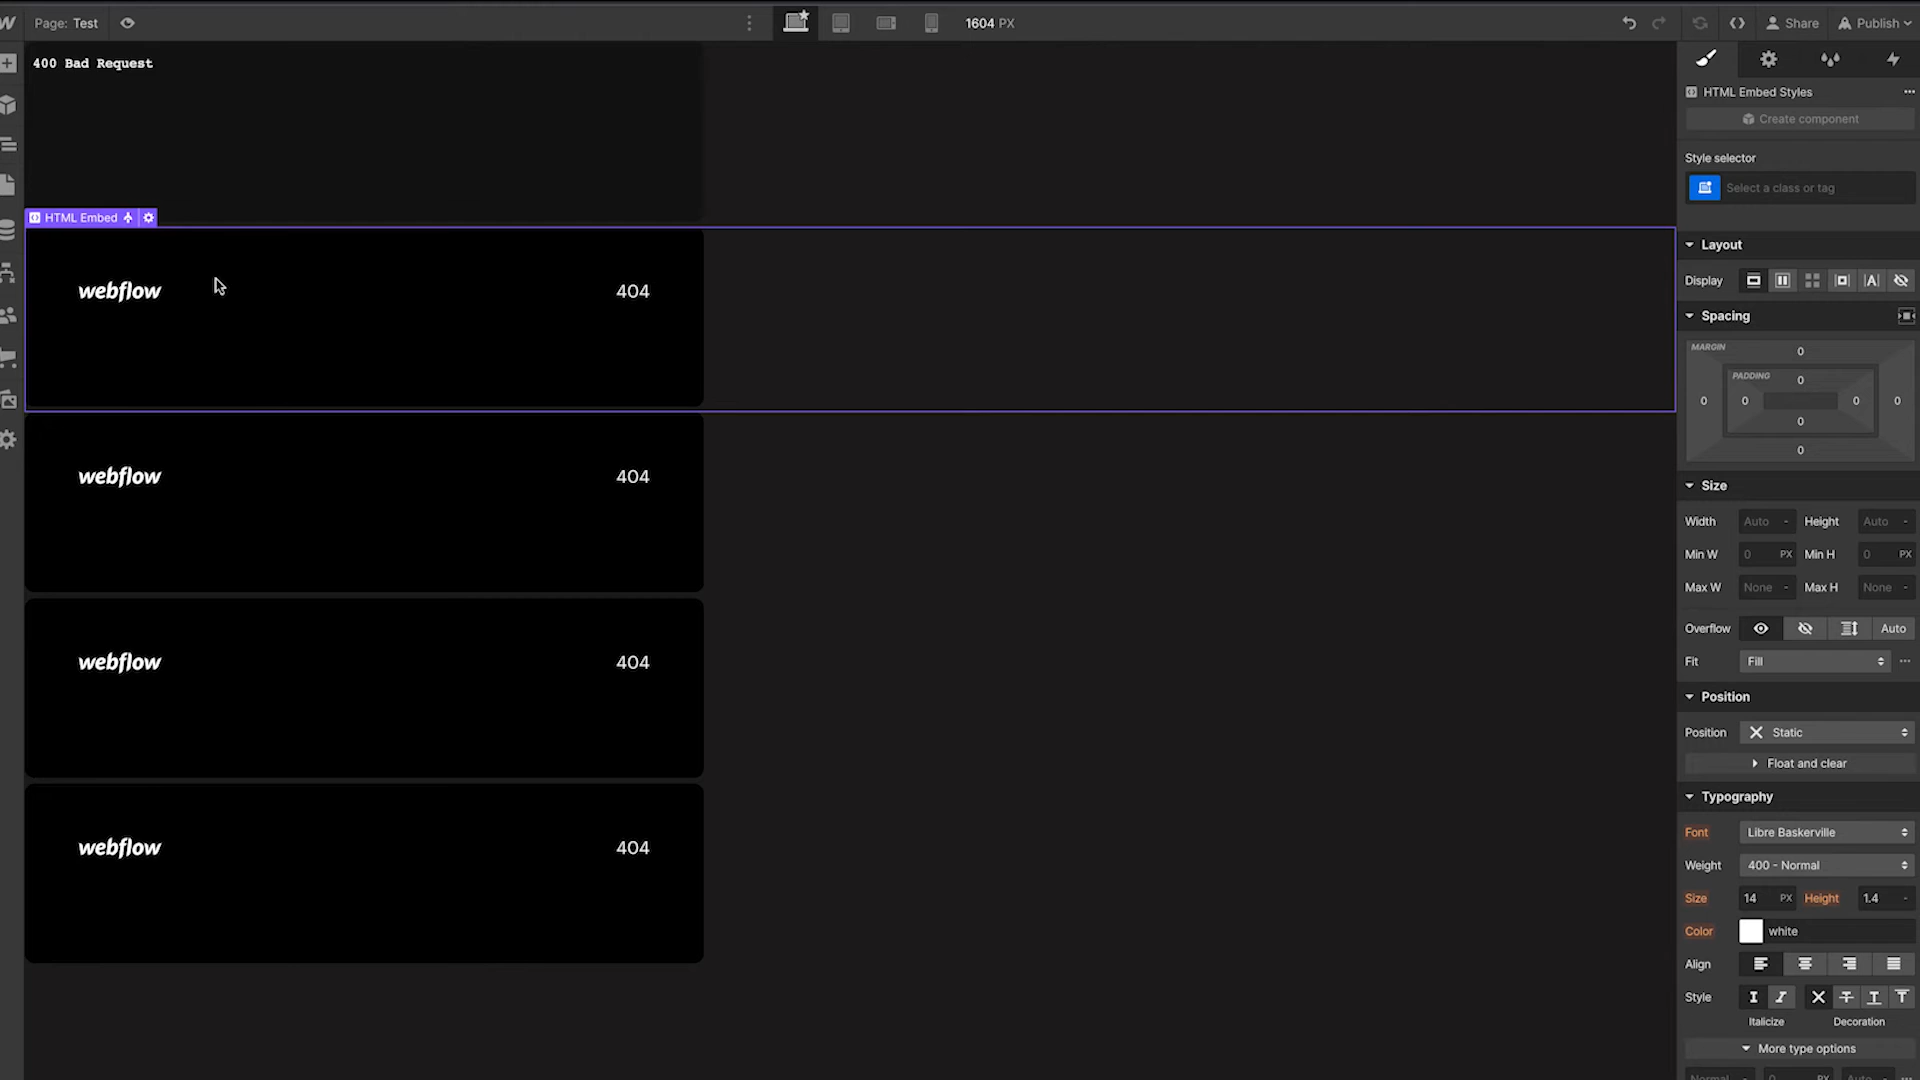 Page: Test
1604 PX
Share
Publish
400 Bad Request
HTML Embed
webflow
404
webflow
404
webflow
404
webflow
404
HTML Embed Styles
Create component
Style selector
Select a class or tag
Layout
Display
Spacing
MARGIN
0
PADDING
0
0
0
0
0
0
0
Size
Width Auto - Height Auto -
Min W 0 PX Min H 0 PX
Max W None - Max H None -
Overflow Auto
Fit Fill
Position
Position Static
Float and clear
Typography
Font Libre Baskerville
Weight 400 - Normal
Size 14 PX Height 1.4 -
Color white
Align
Style
Italicize Decoration
More type options